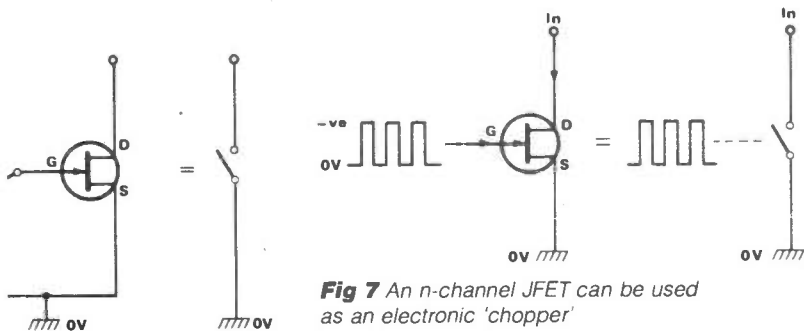 In
In
D
G
S
=
0V
0V
-ve
0V
G
D
S
=
0V
0V
Fig 7 An n-channel JFET can be used
as an electronic 'chopper'